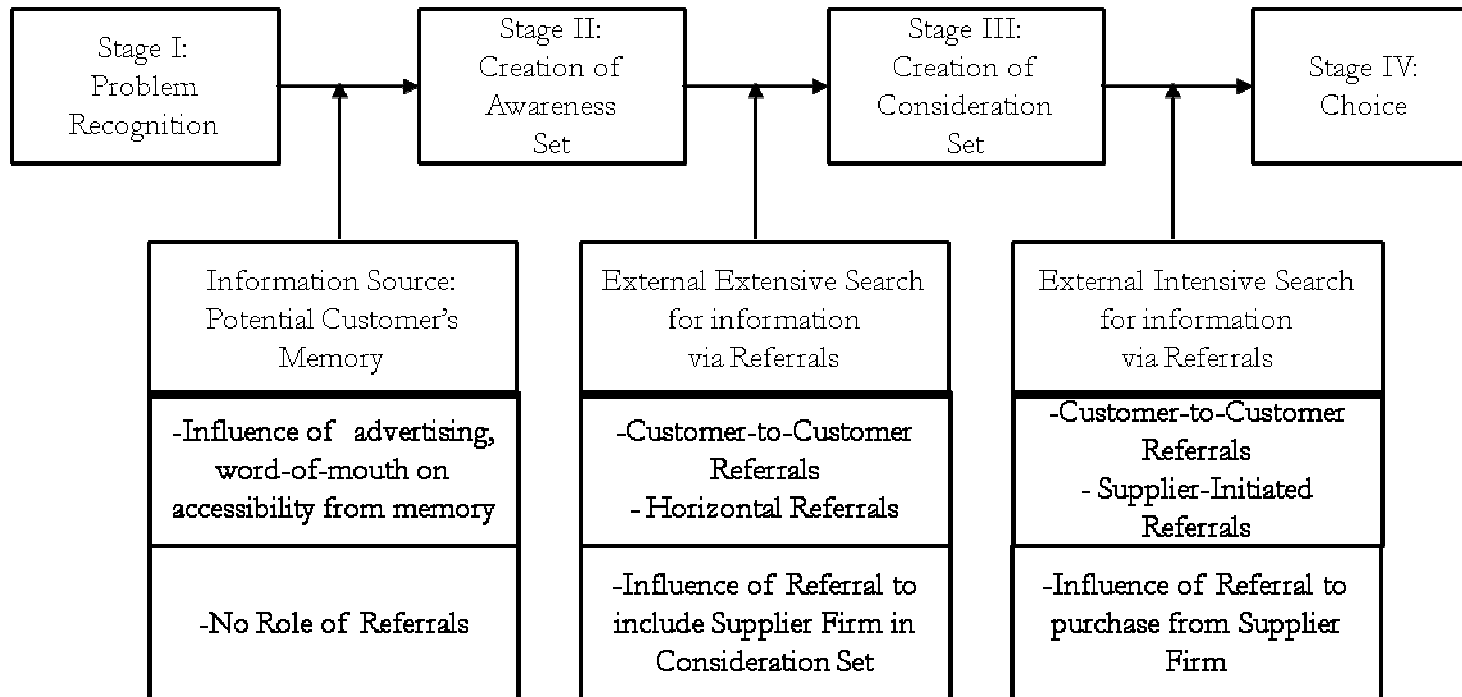 Stage I:
Problem
Recognition
Stage II:
Creation of
Awareness
Set
Stage III:
Creation of
Consideration
Set
Stage IV:
Choice
Information Source:
Potential Customer's
Memory
-Influence of advertising,
word-of-mouth on
accessibility from memory
-No Role of Referrals
External Extensive Search
for information
via Referrals
-Customer-to-Customer
Referrals
- Horizontal Referrals
-Influence of Referral to
include Supplier Firm in
Consideration Set
External Intensive Search
for information
via Referrals
-Customer-to-Customer
Referrals
- Supplier-Initiated
Referrals
-Influence of Referral to
purchase from Supplier
Firm